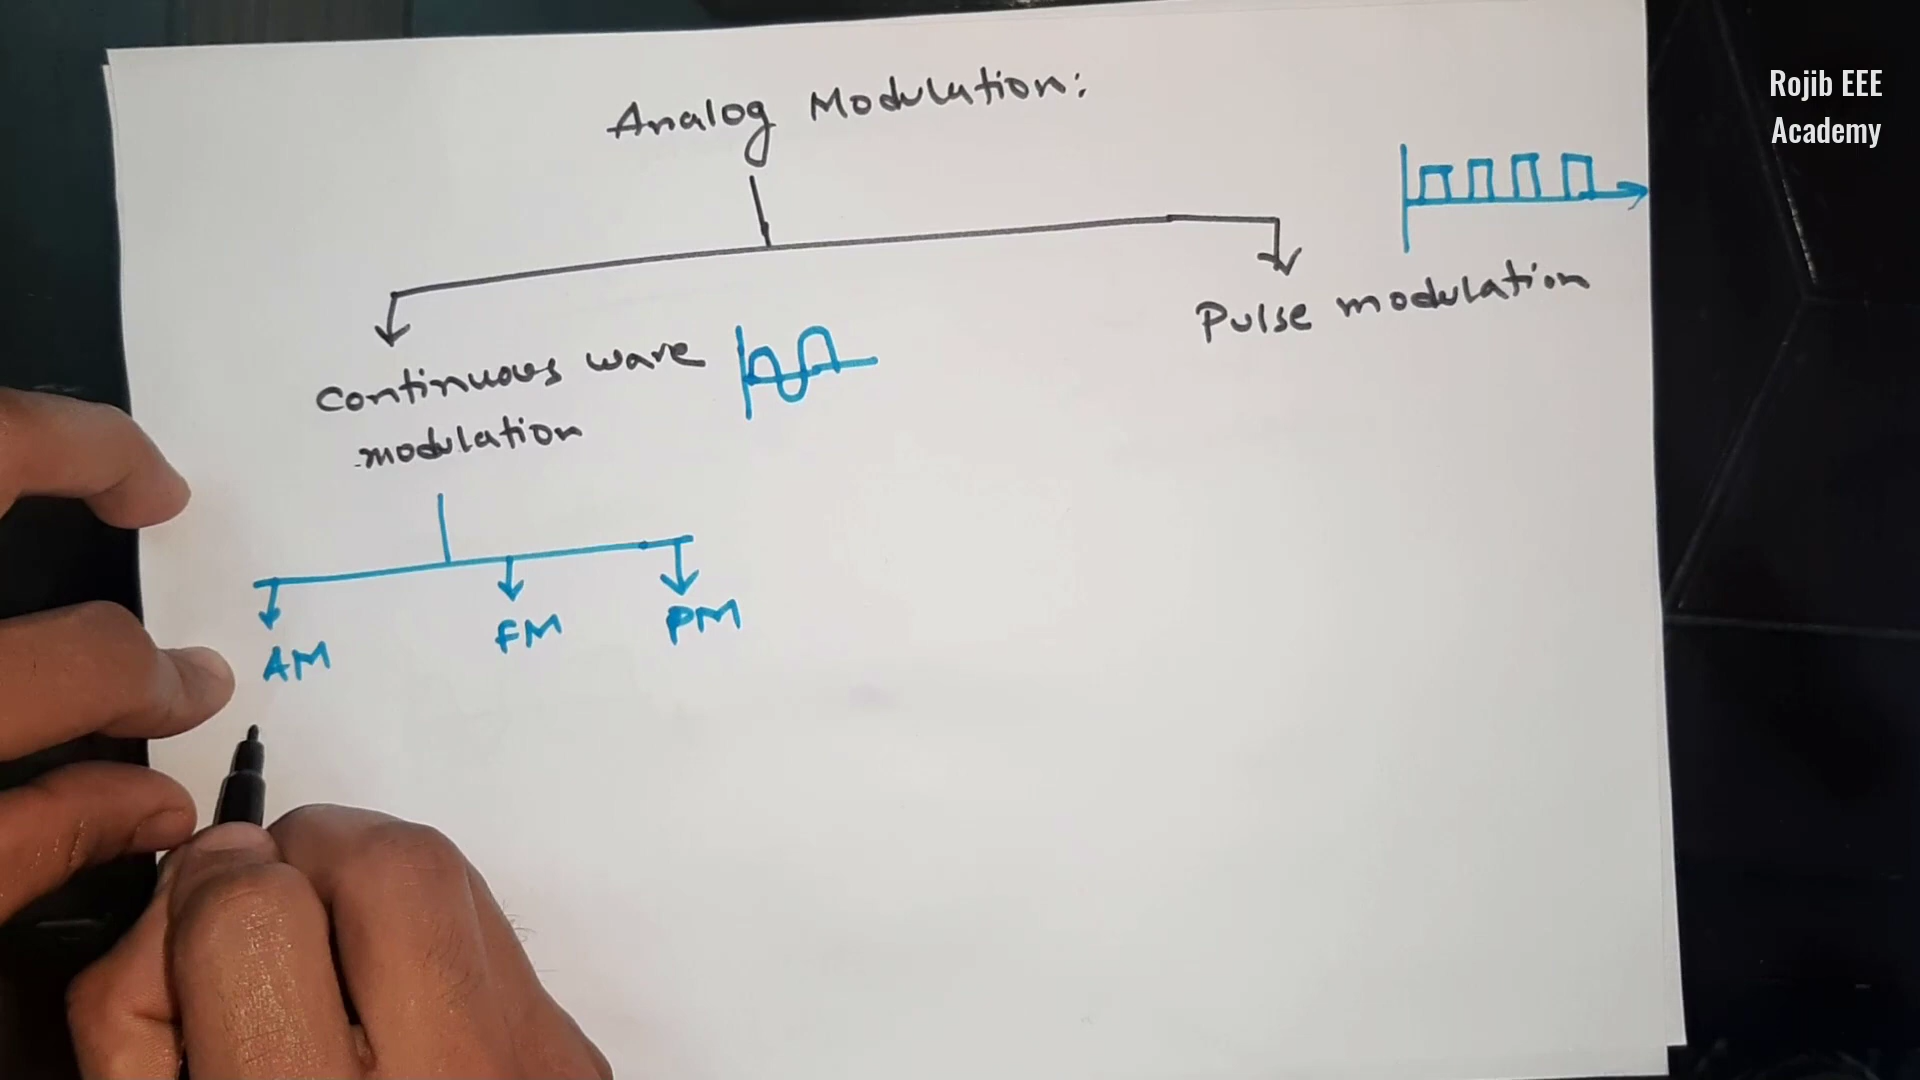 Analog Modulation:
Rojib EEE
Academy
Pulse modulation
Continuous wave
modulation
AM
FM
PM